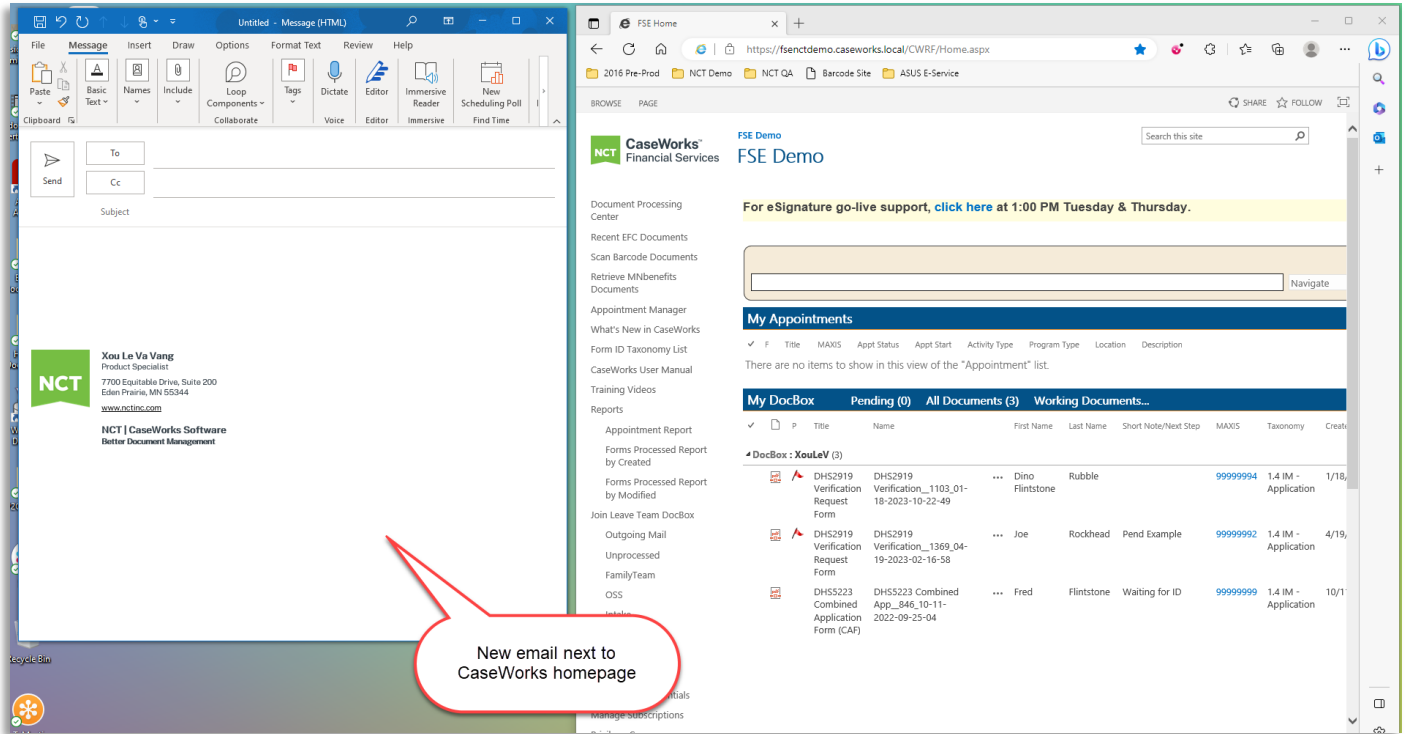 Untitled - Message (HTML)
File Message Insert Draw Options Format Text Review Help
Paste
Basic Text
Names
Include
Loop Components
Tags
Dictate
Editor
Immersive Reader
New Scheduling Poll
Clipboard
Collaborate
Voice
Editor
Immersive
Find Time
Send
To
Cc
Subject
NCT
Xou Le Va Vang
Product Specialist
7700 Equitable Drive, Suite 200
Eden Prairie, MN 55344
www.nctinc.com
NCT | CaseWorks Software
Better Document Management
Recycle Bin
New email next to
CaseWorks homepage
FSE Home
https://fsenctdemo.caseworks.local/CWRF/Home.aspx
2016 Pre-Prod NCT Demo NCT QA Barcode Site ASUS E-Service
BROWSE PAGE
SHARE FOLLOW
NCT
CaseWorks™
Financial Services
FSE Demo
FSE Demo
Search this site
Document Processing
Center
Recent EFC Documents
Scan Barcode Documents
Retrieve MNbenefits
Documents
Appointment Manager
What's New in CaseWorks
Form ID Taxonomy List
CaseWorks User Manual
Training Videos
Reports
Appointment Report
Forms Processed Report
by Created
Forms Processed Report
by Modified
Join Leave Team DocBox
Outgoing Mail
Unprocessed
FamilyTeam
OSS
Intake
Manage Subscriptions
For eSignature go-live support, click here at 1:00 PM Tuesday & Thursday.
Navigate
My Appointments
F Title MAXIS Appt Status Appt Start Activity Type Program Type Location Description
There are no items to show in this view of the "Appointment" list.
My DocBox Pending (0) All Documents (3) Working Documents...
P Title Name First Name Last Name Short Note/Next Step MAXIS Taxonomy Create
DocBox : XouLeV (3)
DHS2919 DHS2919 ... Dino Rubble 99999994 1.4 IM - 1/18/
Verification Verification__1103_01- Flintstone Application
Request 18-2023-10-22-49
Form
DHS2919 DHS2919 ... Joe Rockhead Pend Example 99999992 1.4 IM - 4/19/
Verification Verification__1369_04- Application
Request 19-2023-02-16-58
Form
DHS5223 DHS5223 Combined ... Fred Flintstone Waiting for ID 99999999 1.4 IM - 10/1
Combined App__846_10-11- Application
Application 2022-09-25-04
Form (CAF)